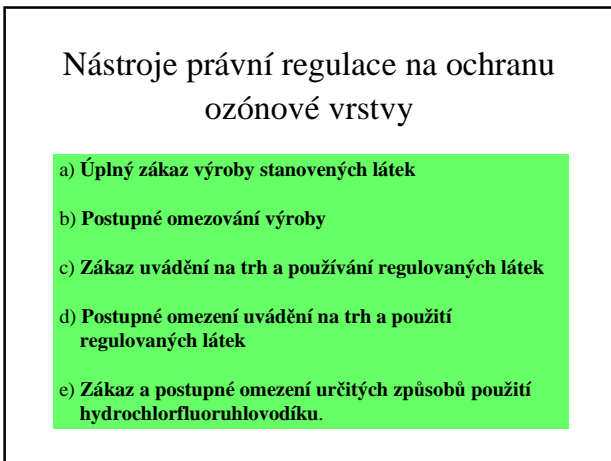 Nástroje právní regulace na ochranu
ozónové vrstvy
a) Úplný zákaz výroby stanovených látek
b) Postupné omezování výroby
c) Zákaz uvádění na trh a používání regulovaných látek
d) Postupné omezení uvádění na trh a použití
regulovaných látek
e) Zákaz a postupné omezení určitých způsobů použití
hydrochlorfluoruhlovodíku.